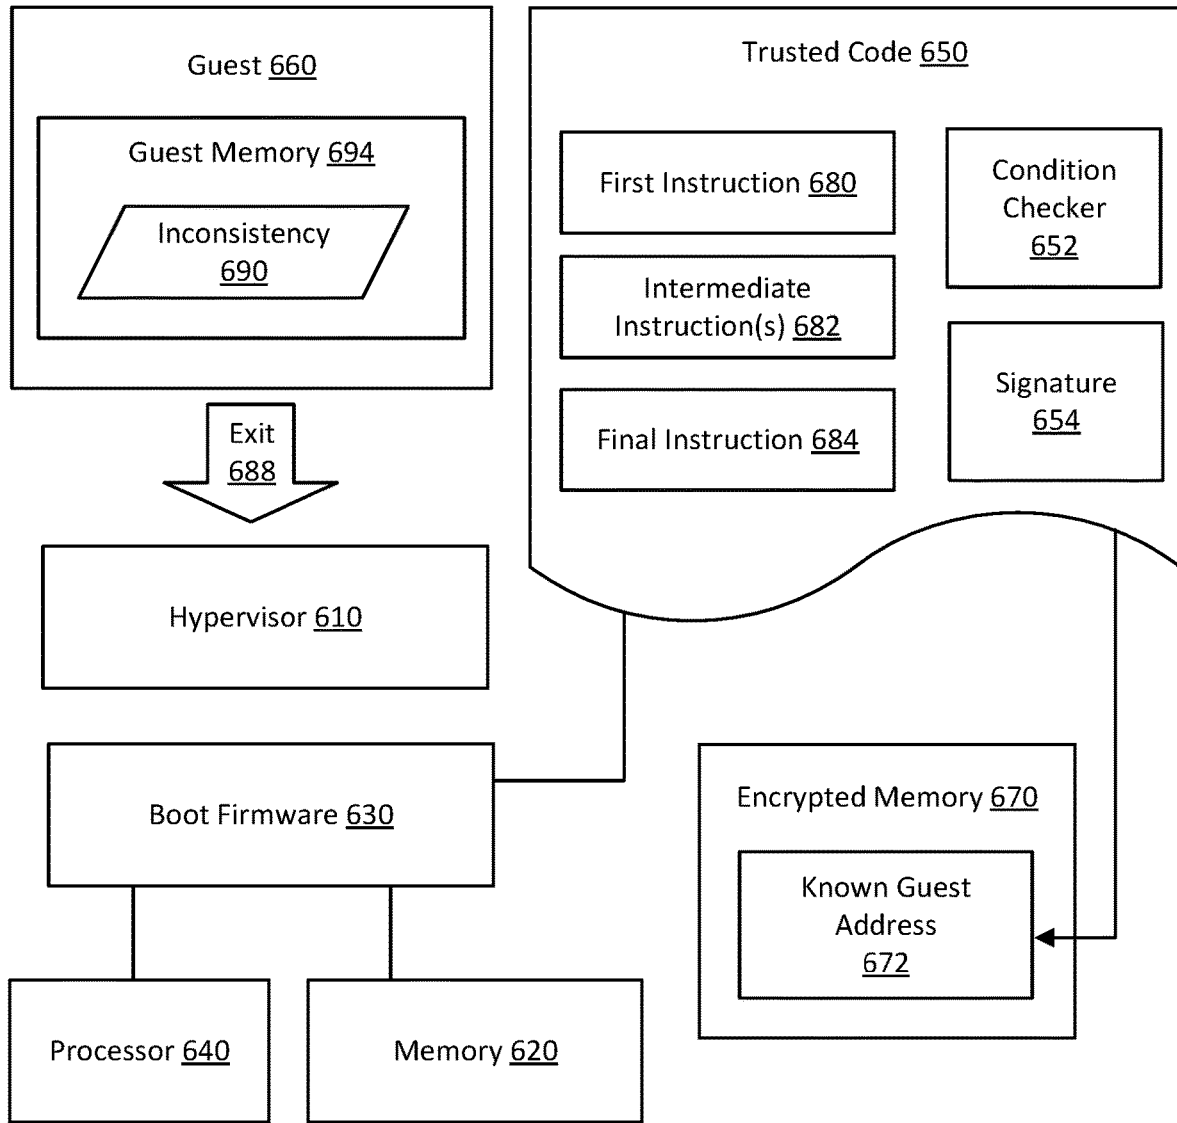 Guest 660
Guest Memory 694
Inconsistency
690
Exit
688
Hypervisor 610
Boot Firmware 630
Processor 640
Memory 620
Trusted Code 650
First Instruction 680
Intermediate
Instruction(s) 682
Final Instruction 684
Condition
Checker
652
Signature
654
Encrypted Memory 670
Known Guest
Address
672